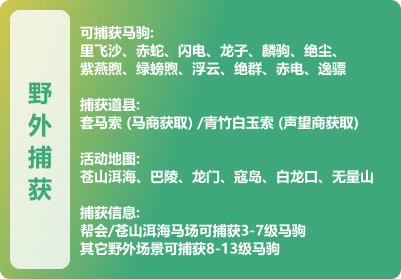 野外捕获
可捕获马驹:
里飞沙、赤蛇、闪电、龙子、麟驹、绝尘、
紫燕煦、绿螃煦、浮云、绝群、赤电、逸骠
捕获道具:
套马索 (马商获取) /青竹白玉索 (声望商获取)
活动地图:
苍山洱海、巴陵、龙门、寇岛、白龙口、无量山
捕获信息:
帮会/苍山洱海马场可捕获3-7级马驹
其它野外场景可捕获8-13级马驹